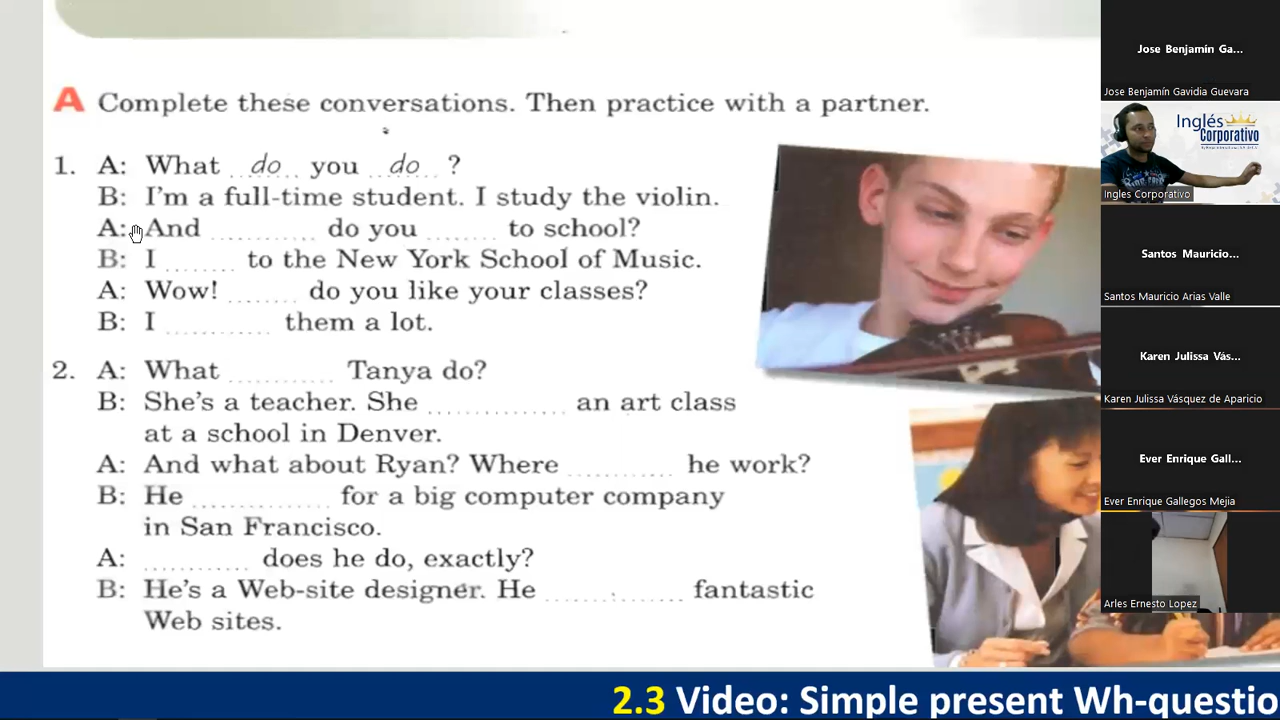 A Complete these conversations. Then practice with a partner.
1. A: What do you do ?
B: I'm a full-time student. I study the violin.
A: And ............ do you ........ to school?
B: I ........ to the New York School of Music.
A: Wow! ........ do you like your classes?
B: I ............ them a lot.
2. A: What ............ Tanya do?
B: She's a teacher. She ............... an art class
at a school in Denver.
A: And what about Ryan? Where ............ he work?
B: He ............... for a big computer company
in San Francisco.
A: ............ does he do, exactly?
B: He's a Web-site designer. He ............... fantastic
Web sites.
Jose Benjamín Ga...
Jose Benjamín Gavidia Guevara
Inglés
Corporativo
Ingles Corporativo
Santos Mauricio...
Santos Mauricio Arias Valle
Karen Julissa Vás...
Karen Julissa Vásquez de Aparicio
Ever Enrique Gall...
Ever Enrique Gallegos Mejia
Arles Ernesto Lopez
2.3 Video: Simple present Wh-questio